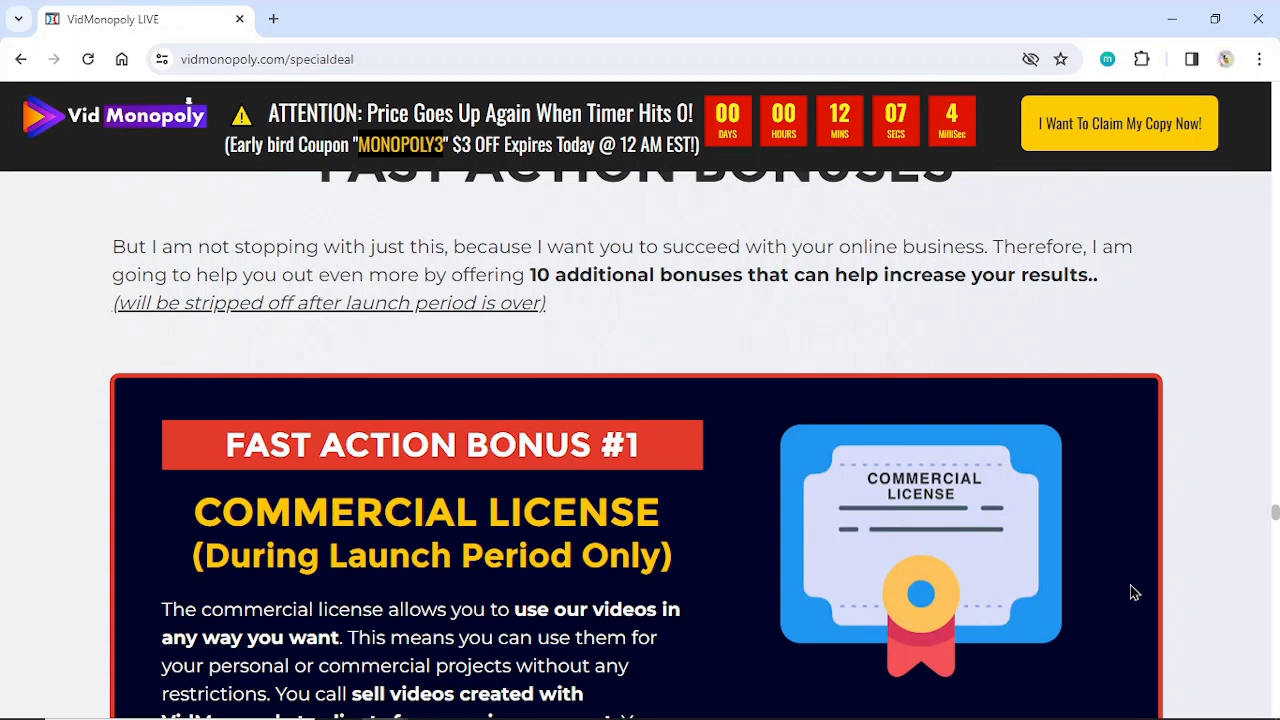 VidMonopoly LIVE
vidmonopoly.com/specialdeal
Vid Monopoly
ATTENTION: Price Goes Up Again When Timer Hits 0!
(Early bird Coupon "MONOPOLY3" $3 OFF Expires Today @ 12 AM EST!)
00 00 12 07 4
DAYS HOURS MINS SECS MilliSec
I Want To Claim My Copy Now!
FAST ACTION BONUSES
But I am not stopping with just this, because I want you to succeed with your online business. Therefore, I am
going to help you out even more by offering 10 additional bonuses that can help increase your results..
(will be stripped off after launch period is over)
FAST ACTION BONUS #1
COMMERCIAL LICENSE
(During Launch Period Only)
The commercial license allows you to use our videos in
any way you want. This means you can use them for
your personal or commercial projects without any
restrictions. You call sell videos created with
COMMERCIAL
LICENSE